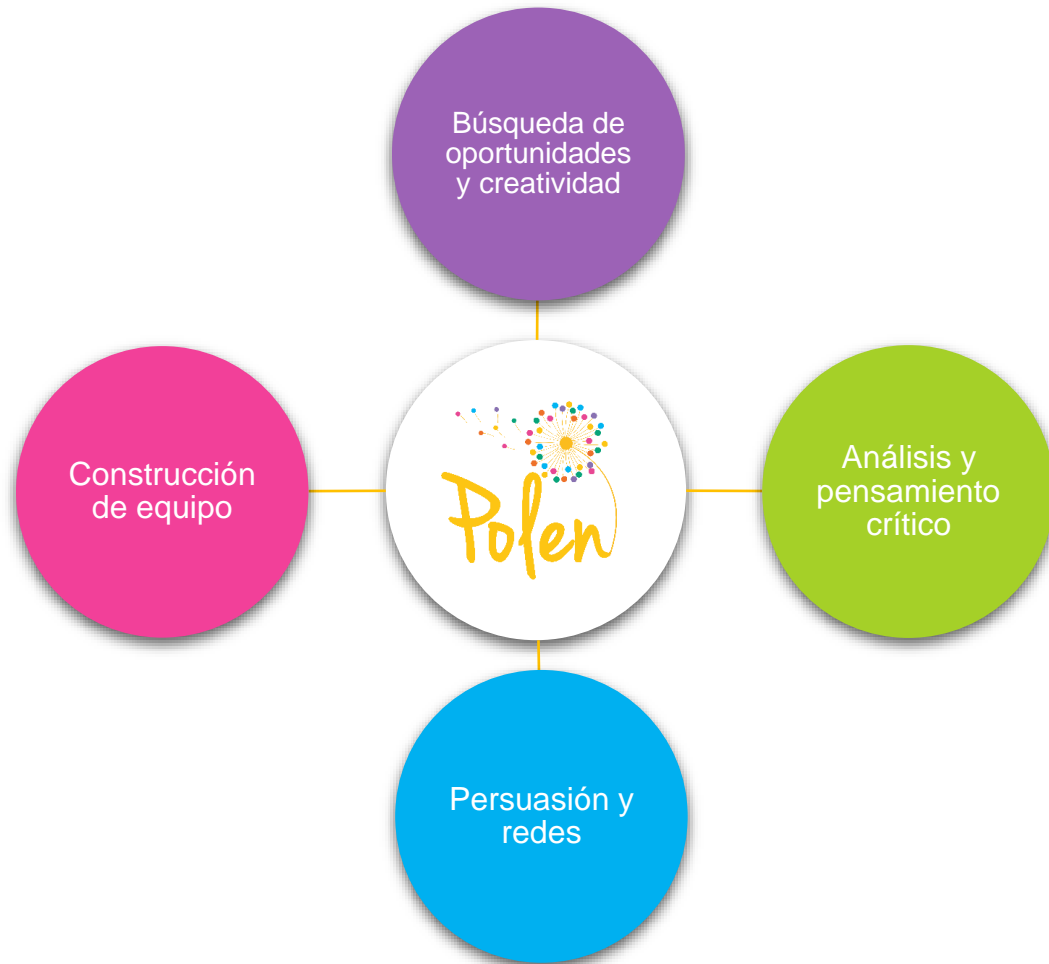 Búsqueda de
oportunidades
y creatividad
Construcción
de equipo
Polen
Análisis y
pensamiento
crítico
Persuasión y
redes